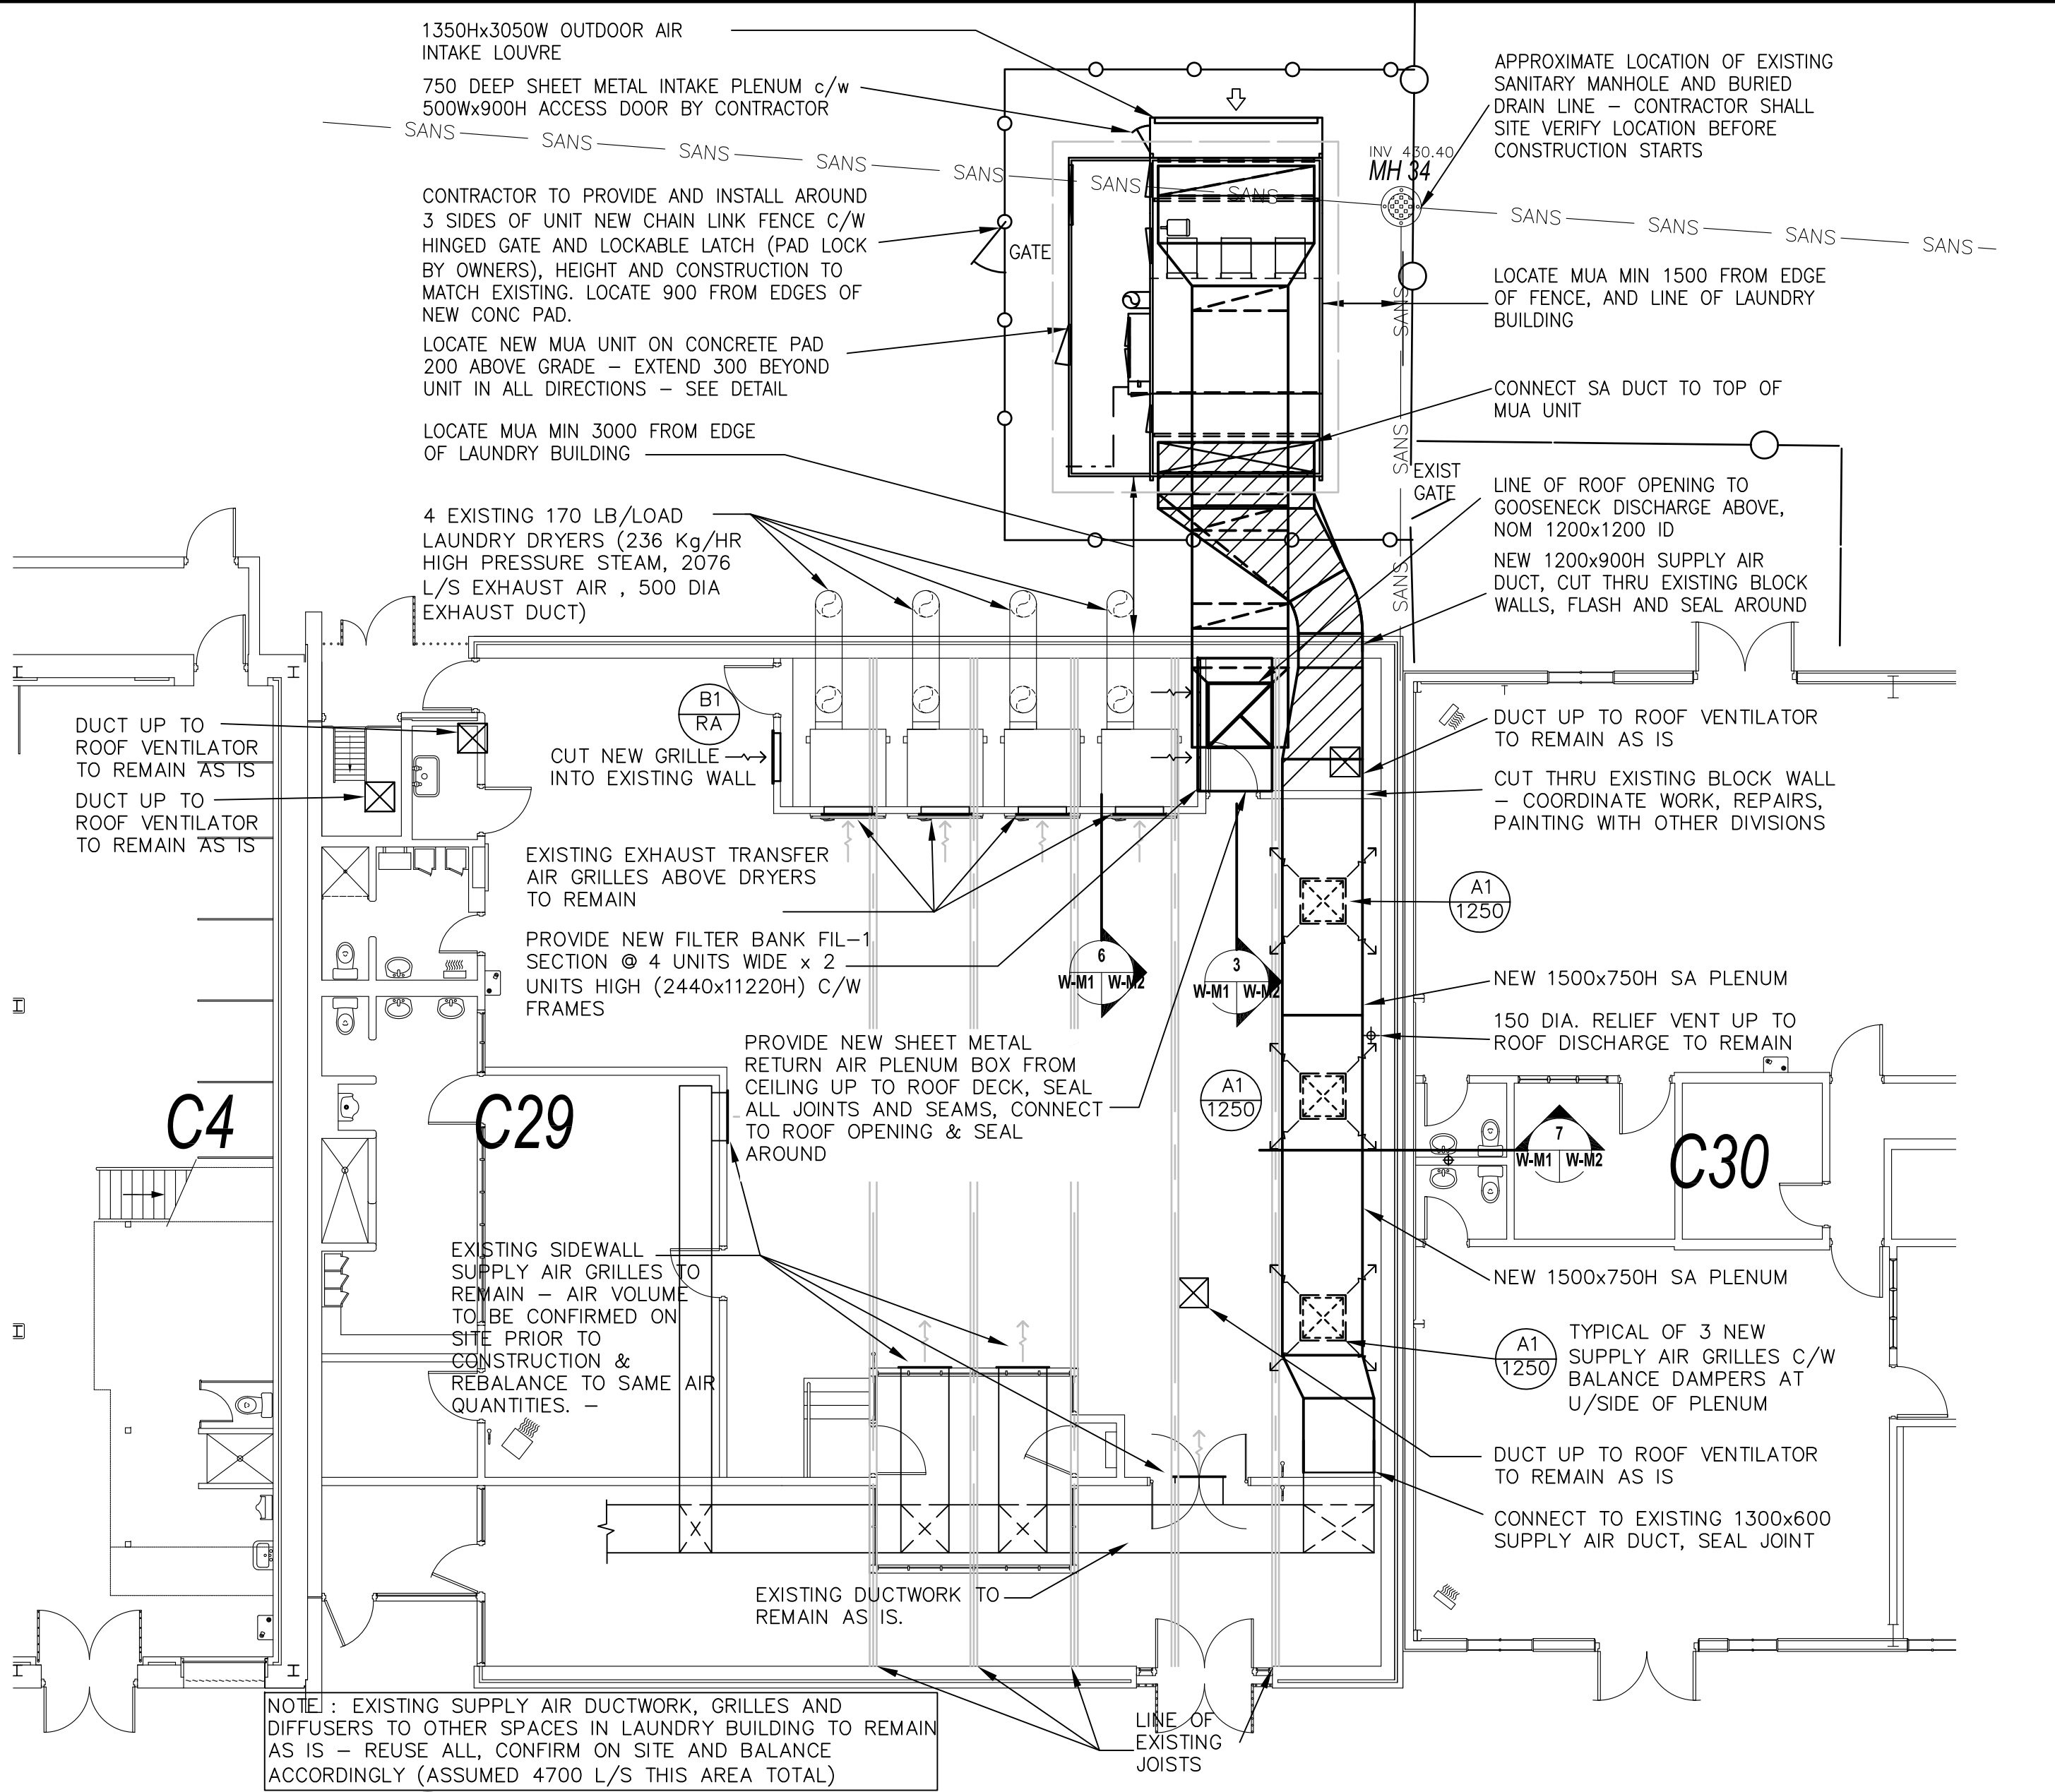 1350Hx3050W OUTDOOR AIR
INTAKE LOUVRE
750 DEEP SHEET METAL INTAKE PLENUM c/w
500Wx900H ACCESS DOOR BY CONTRACTOR
SANS SANS SANS SANS SANS SANS SANS
CONTRACTOR TO PROVIDE AND INSTALL AROUND
3 SIDES OF UNIT NEW CHAIN LINK FENCE C/W
HINGED GATE AND LOCKABLE LATCH (PAD LOCK
BY OWNERS), HEIGHT AND CONSTRUCTION TO
MATCH EXISTING. LOCATE 900 FROM EDGES OF
NEW CONC PAD.
GATE
LOCATE NEW MUA UNIT ON CONCRETE PAD
200 ABOVE GRADE – EXTEND 300 BEYOND
UNIT IN ALL DIRECTIONS – SEE DETAIL
LOCATE MUA MIN 3000 FROM EDGE
OF LAUNDRY BUILDING
4 EXISTING 170 LB/LOAD
LAUNDRY DRYERS (236 Kg/HR
HIGH PRESSURE STEAM, 2076
L/S EXHAUST AIR , 500 DIA
EXHAUST DUCT)
APPROXIMATE LOCATION OF EXISTING
SANITARY MANHOLE AND BURIED
DRAIN LINE – CONTRACTOR SHALL
SITE VERIFY LOCATION BEFORE
CONSTRUCTION STARTS
INV 430.40
MH 34
SANS SANS SANS SANS
LOCATE MUA MIN 1500 FROM EDGE
OF FENCE, AND LINE OF LAUNDRY
BUILDING
SANS
CONNECT SA DUCT TO TOP OF
MUA UNIT
SANS
EXIST
GATE
LINE OF ROOF OPENING TO
GOOSENECK DISCHARGE ABOVE,
NOM 1200x1200 ID
SANS
NEW 1200x900H SUPPLY AIR
DUCT, CUT THRU EXISTING BLOCK
WALLS, FLASH AND SEAL AROUND
DUCT UP TO
ROOF VENTILATOR
TO REMAIN AS IS
DUCT UP TO
ROOF VENTILATOR
TO REMAIN AS IS
B1
RA
CUT NEW GRILLE
INTO EXISTING WALL
DUCT UP TO ROOF VENTILATOR
TO REMAIN AS IS
CUT THRU EXISTING BLOCK WALL
– COORDINATE WORK, REPAIRS,
PAINTING WITH OTHER DIVISIONS
EXISTING EXHAUST TRANSFER
AIR GRILLES ABOVE DRYERS
TO REMAIN
A1
1250
PROVIDE NEW FILTER BANK FIL–1
SECTION @ 4 UNITS WIDE x 2
UNITS HIGH (2440x11220H) C/W
FRAMES
6
W-M1 W-M2
3
W-M1 W-M2
NEW 1500x750H SA PLENUM
150 DIA. RELIEF VENT UP TO
ROOF DISCHARGE TO REMAIN
PROVIDE NEW SHEET METAL
RETURN AIR PLENUM BOX FROM
CEILING UP TO ROOF DECK, SEAL
ALL JOINTS AND SEAMS, CONNECT
TO ROOF OPENING & SEAL
AROUND
A1
1250
C4
C29
7
W-M1 W-M2
C30
EXISTING SIDEWALL
SUPPLY AIR GRILLES TO
REMAIN – AIR VOLUME
TO BE CONFIRMED ON
SITE PRIOR TO
CONSTRUCTION &
REBALANCE TO SAME AIR
QUANTITIES. –
NEW 1500x750H SA PLENUM
A1
1250
TYPICAL OF 3 NEW
SUPPLY AIR GRILLES C/W
BALANCE DAMPERS AT
U/SIDE OF PLENUM
DUCT UP TO ROOF VENTILATOR
TO REMAIN AS IS
CONNECT TO EXISTING 1300x600
SUPPLY AIR DUCT, SEAL JOINT
EXISTING DUCTWORK TO
REMAIN AS IS.
NOTE : EXISTING SUPPLY AIR DUCTWORK, GRILLES AND
DIFFUSERS TO OTHER SPACES IN LAUNDRY BUILDING TO REMAIN
AS IS – REUSE ALL, CONFIRM ON SITE AND BALANCE
ACCORDINGLY (ASSUMED 4700 L/S THIS AREA TOTAL)
LINE OF
EXISTING
JOISTS